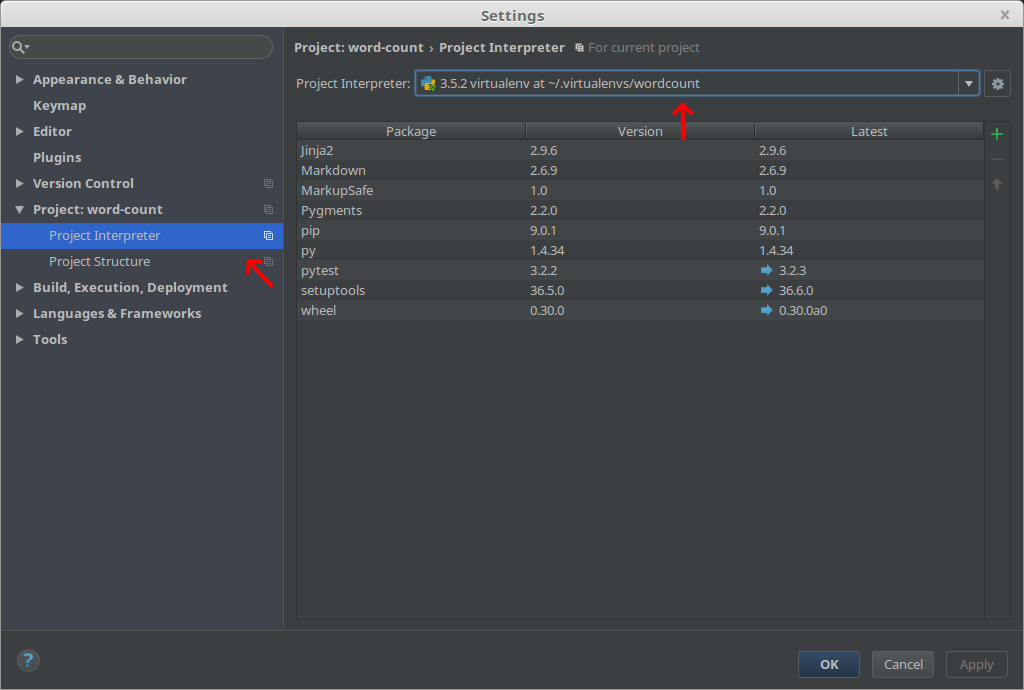 Settings
Appearance & Behavior
Keymap
Editor
Plugins
Version Control
Project: word-count
Project Interpreter
Project Structure
Build, Execution, Deployment
Languages & Frameworks
Tools
Project: word-count › Project Interpreter For current project
Project Interpreter: 3.5.2 virtualenv at ~/.virtualenvs/wordcount
Package Version Latest
Jinja2 2.9.6 2.9.6
Markdown 2.6.9 2.6.9
MarkupSafe 1.0 1.0
Pygments 2.2.0 2.2.0
pip 9.0.1 9.0.1
py 1.4.34 1.4.34
pytest 3.2.2 3.2.3
setuptools 36.5.0 36.6.0
wheel 0.30.0 0.30.0a0
? OK Cancel Apply